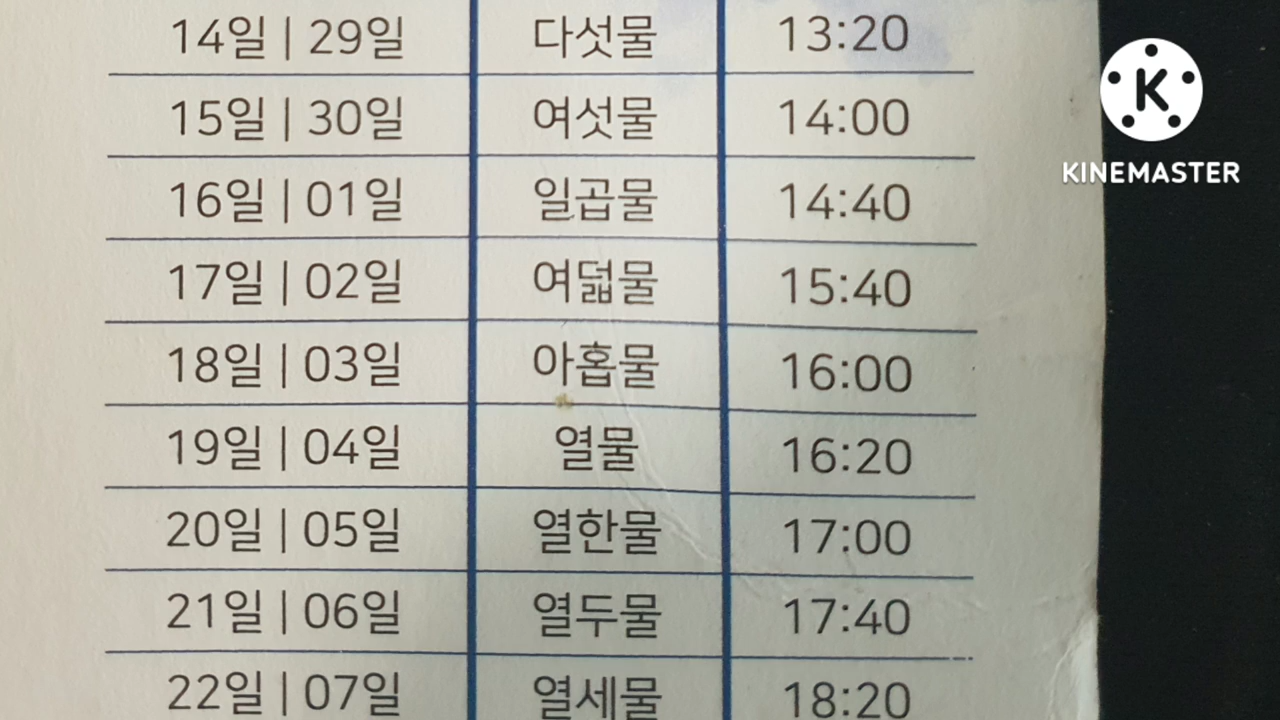 14일 | 29일 다섯물 13:20
15일 | 30일 여섯물 14:00
16일 | 01일 일곱물 14:40
17일 | 02일 여덟물 15:40
18일 | 03일 아홉물 16:00
19일 | 04일 열물 16:20
20일 | 05일 열한물 17:00
21일 | 06일 열두물 17:40
22일 | 07일 열세물 18:20
K
KINEMASTER